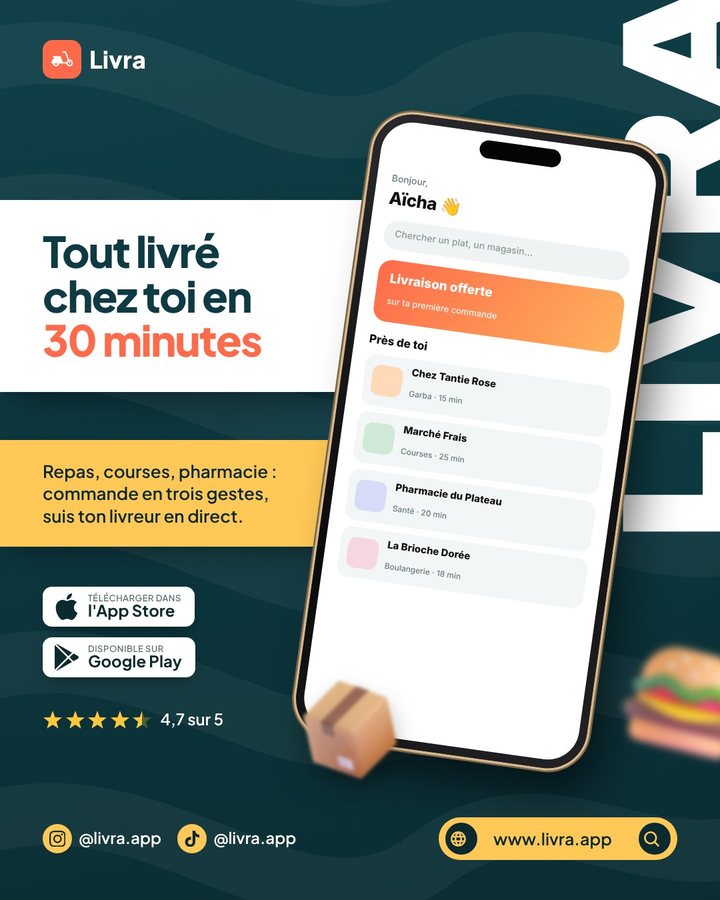 Livra
LIVRA
Tout livré
chez toi en
30 minutes
Repas, courses, pharmacie :
commande en trois gestes,
suis ton livreur en direct.
TÉLÉCHARGER DANS
l'App Store
DISPONIBLE SUR
Google Play
4,7 sur 5
Bonjour,
Aïcha 👋
Chercher un plat, un magasin...
Livraison offerte
sur ta première commande
Près de toi
Chez Tantie Rose
Garba · 15 min
Marché Frais
Courses · 25 min
Pharmacie du Plateau
Santé · 20 min
La Brioche Dorée
Boulangerie · 18 min
@livra.app
@livra.app
www.livra.app